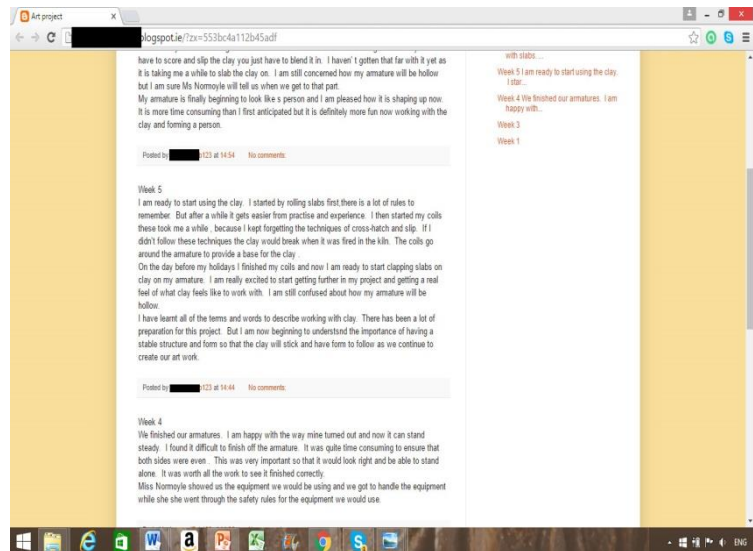 Art project
blogspot.ie/?zx=553bc4a112b45adf
have to score and slip the clay you just have to blend it in. I haven' t gotten that far with it yet as
it is taking me a while to slab the clay on. I am still concerned how my armature will be hollow
but I am sure Ms Normoyle will tell us when we get to that part.
My armature is finally beginning to look like s person and I am pleased how it is shaping up now.
It is more time consuming than I first anticipated but it is definitely more fun now working with the
clay and forming a person.
Posted by 123 at 14:54 No comments:
Week 5
I am ready to start using the clay. I started by rolling slabs first,there is a lot of rules to
remember. But after a while it gets easier from practise and experience. I then started my coils
these took me a while , because I kept forgetting the techniques of cross-hatch and slip. If I
didn't follow these techniques the clay would break when it was fired in the kiln. The coils go
around the armature to provide a base for the clay .
On the day before my holidays I finished my coils and now I am ready to start clapping slabs on
clay on my armature. I am really excited to start getting further in my project and getting a real
feel of what clay feels like to work with. I am still confused about how my armature will be
hollow.
I have learnt all of the terms and words to describe working with clay. There has been a lot of
preparation for this project. But I am now beginning to understsnd the importance of having a
stable structure and form so that the clay will stick and have form to follow as we continue to
create our art work.
Posted by 123 at 14:44 No comments:
Week 4
We finished our armatures. I am happy with the way mine turned out and now it can stand
steady. I found it difficult to finish off the armature. It was quite time consuming to ensure that
both sides were even . This was very important so that it would look right and be able to stand
alone. It was worth all the work to see it finished correctly.
Miss Normoyle showed us the equipment we would be using and we got to handle the equipment
while she she went through the safety rules for the equipment we would use.
with slabs ....
Week 5 I am ready to start using the clay.
I star...
Week 4 We finished our armatures. I am
happy with...
Week 3
Week 1
ENG